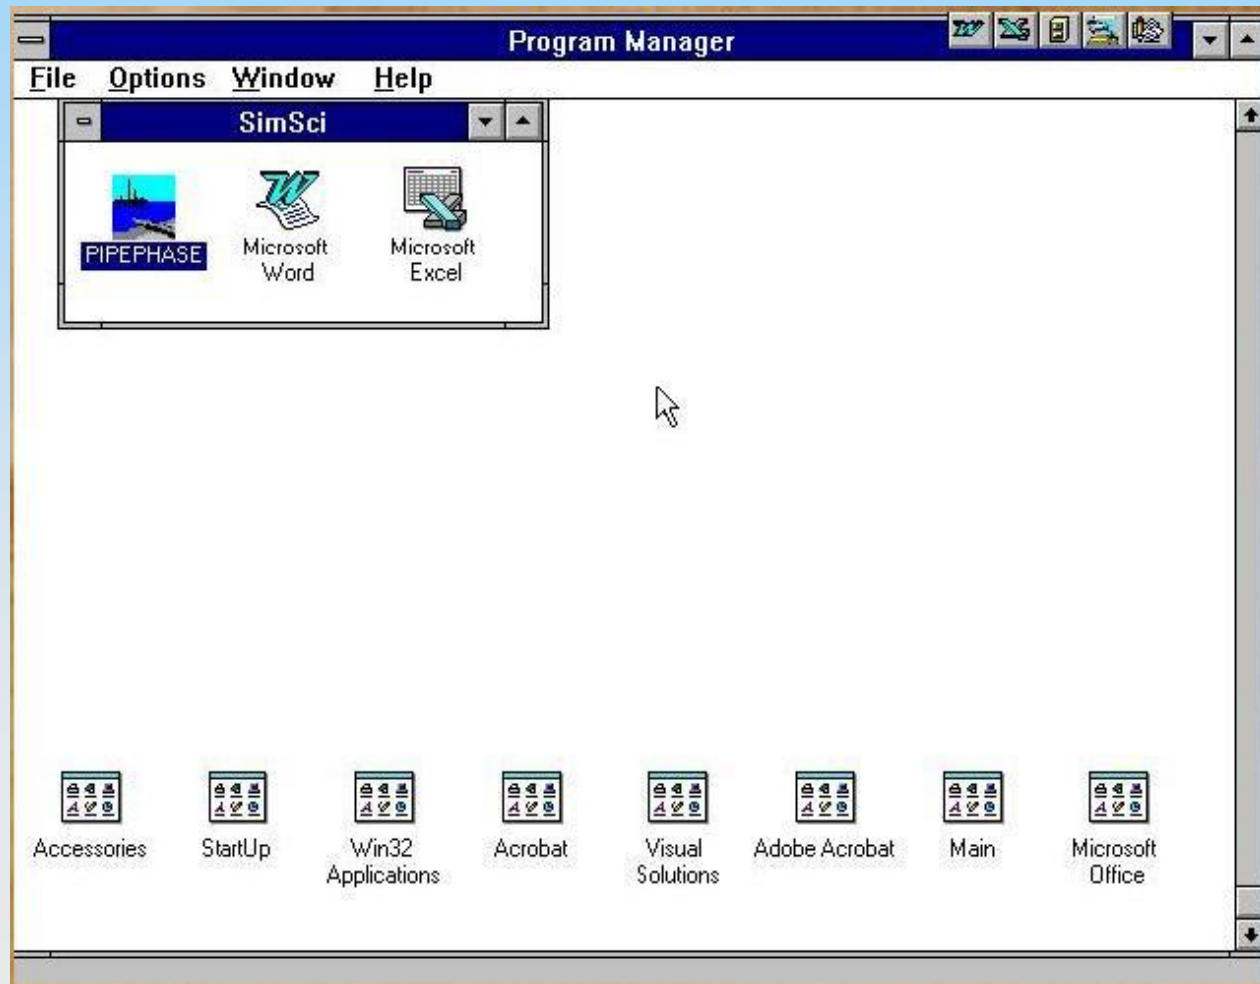 Program Manager
File Options Window Help
SimSci
PIPEPHASE
Microsoft
Word
Microsoft
Excel
Accessories
StartUp
Win32
Applications
Acrobat
Visual
Solutions
Adobe Acrobat
Main
Microsoft
Office